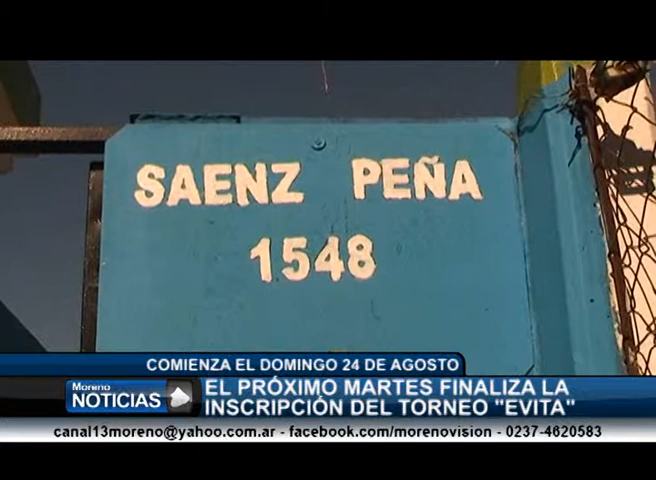 SAENZ PEÑA
1548
COMIENZA EL DOMINGO 24 DE AGOSTO
Moreno
NOTICIAS
EL PRÓXIMO MARTES FINALIZA LA
INSCRIPCIÓN DEL TORNEO "EVITA"
canal13moreno@yahoo.com.ar - facebook.com/morenovision - 0237-4620583